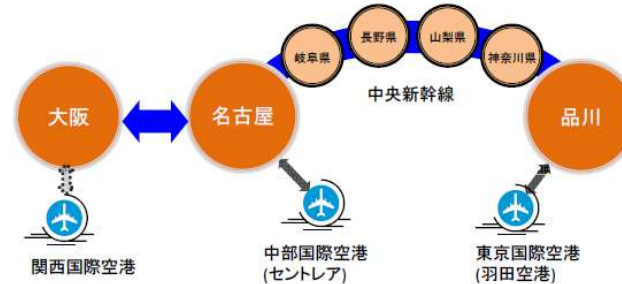 岐阜県
長野県
山梨県
神奈川県
中央新幹線
大阪
名古屋
品川
関西国際空港
中部国際空港
(セントレア)
東京国際空港
(羽田空港)